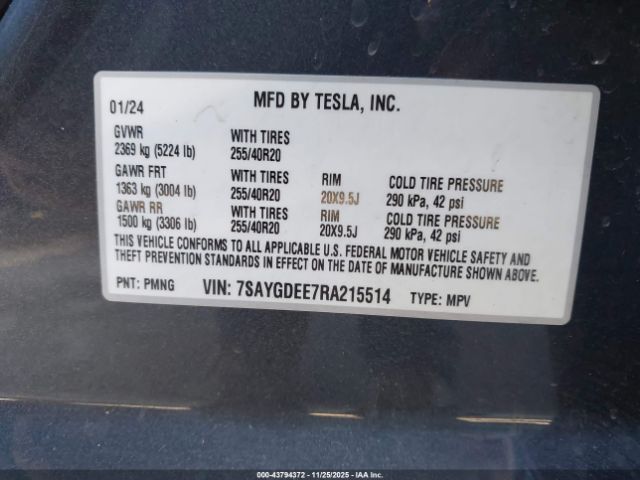 01/24
MFD BY TESLA, INC.
GVWR
2369 kg (5224 lb)
WITH TIRES
255/40R20
GAWR FRT
1363 kg (3004 lb)
WITH TIRES
255/40R20
RIM
20X9.5J
COLD TIRE PRESSURE
290 kPa, 42 psi
GAWR RR
1500 kg (3306 lb)
WITH TIRES
255/40R20
RIM
20X9.5J
COLD TIRE PRESSURE
290 kPa, 42 psi
THIS VEHICLE CONFORMS TO ALL APPLICABLE U.S. FEDERAL MOTOR VEHICLE SAFETY AND
THEFT PREVENTION STANDARDS IN EFFECT ON THE DATE OF MANUFACTURE SHOWN ABOVE.
PNT: PMNG
VIN: 7SAYGDEE7RA215514
TYPE: MPV
000-43794372 - 11/25/2025 - IAA Inc.